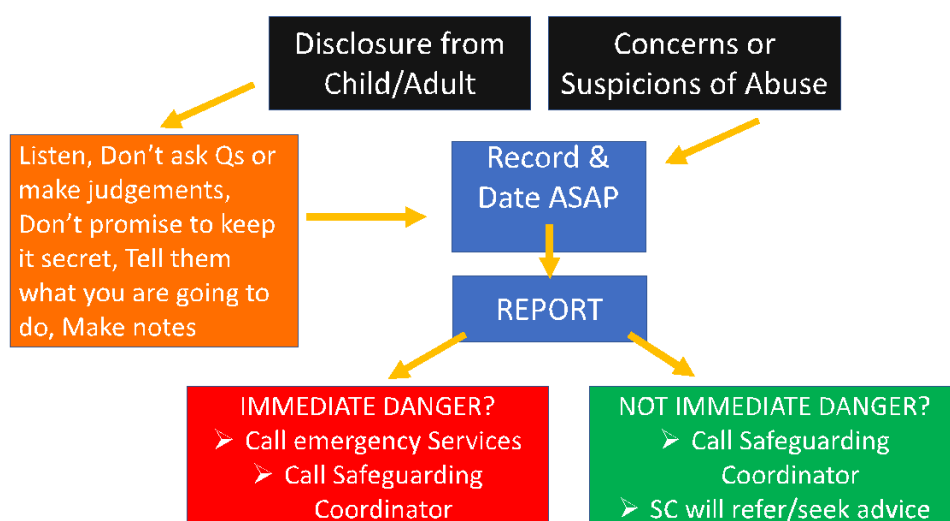 Disclosure from
Child/Adult
Concerns or
Suspicions of Abuse
Listen, Don’t ask Qs or
make judgements,
Don’t promise to keep
it secret, Tell them
what you are going to
do, Make notes
Record &
Date ASAP
REPORT
IMMEDIATE DANGER?
➢ Call emergency Services
➢ Call Safeguarding
Coordinator
NOT IMMEDIATE DANGER?
➢ Call Safeguarding
Coordinator
➢ SC will refer/seek advice